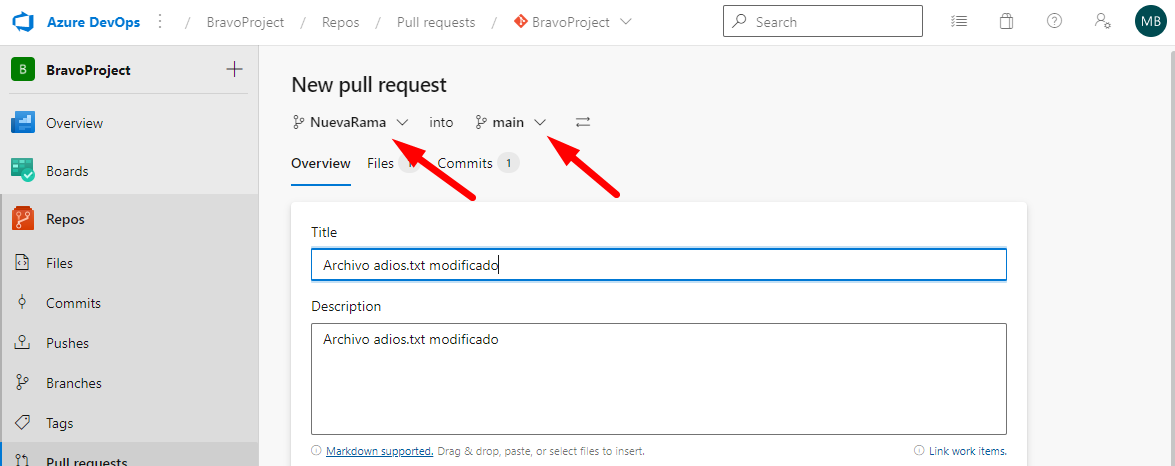 Azure DevOps / BravoProject / Repos / Pull requests / BravoProject Search MB
B BravoProject
New pull request
NuevaRama into main
Overview
Overview Files Commits 1
Boards
Repos
Title
Archivo adios.txt modificado
Files
Description
Commits
Archivo adios.txt modificado
Pushes
Branches
Tags
Markdown supported. Drag & drop, paste, or select files to insert. Link work items.
Pull requests